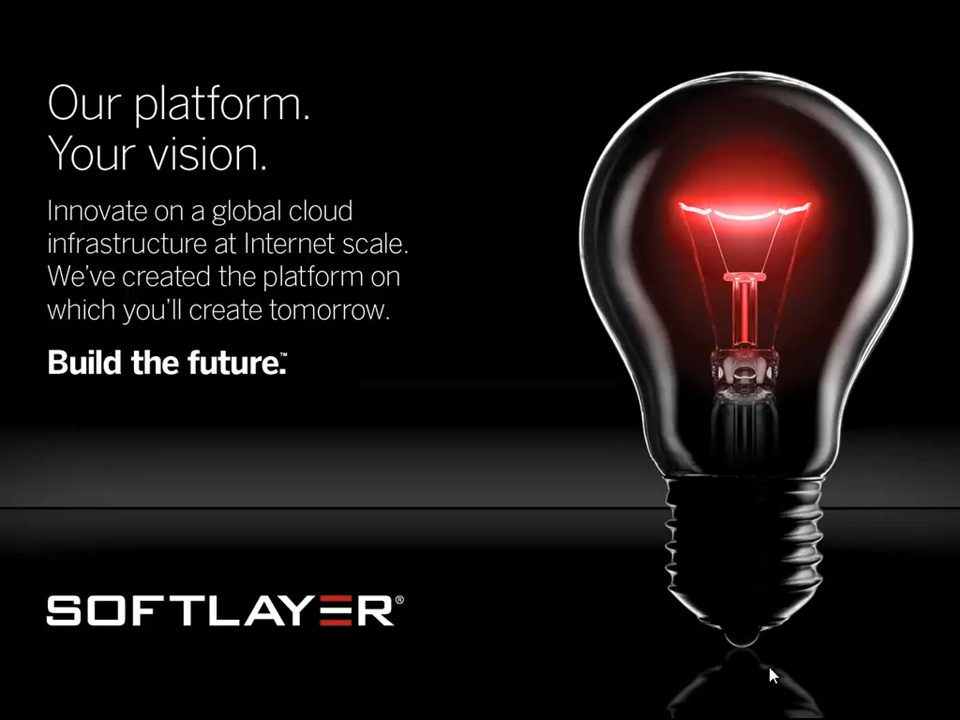 Our platform.
Your vision.
Innovate on a global cloud
infrastructure at Internet scale.
We've created the platform on
which you'll create tomorrow.
Build the future.™
SOFTLAYER®